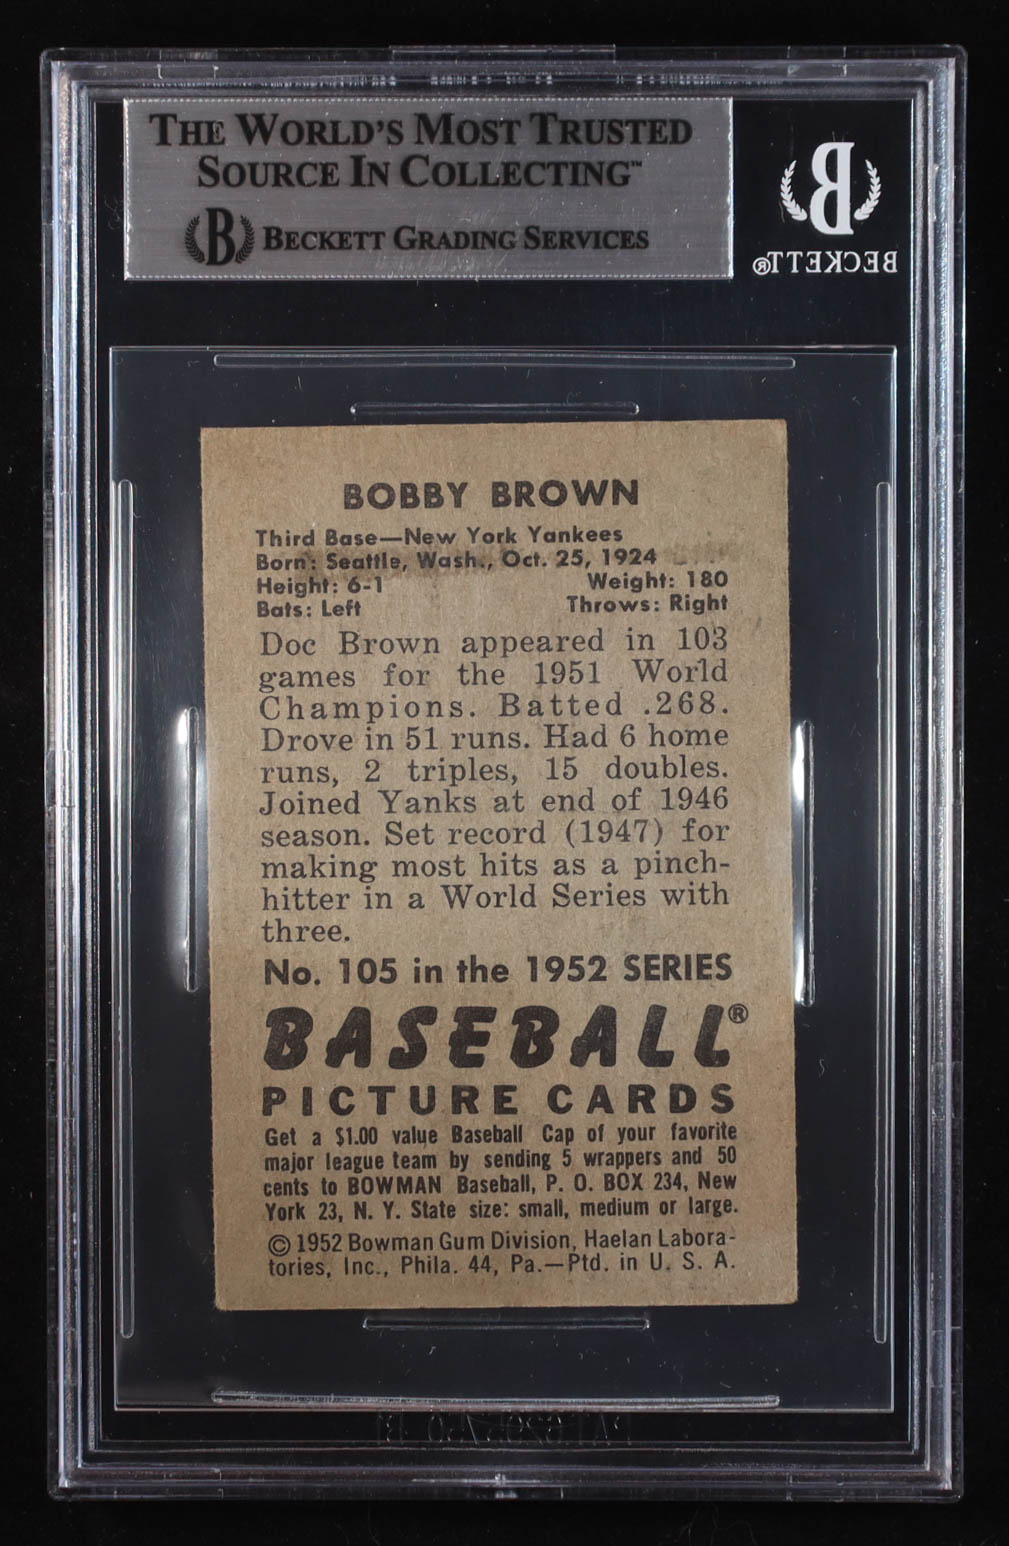 THE WORLD'S MOST TRUSTED
SOURCE IN COLLECTING™
B BECKETT GRADING SERVICES
B
BECKETT®
BOBBY BROWN
Third Base—New York Yankees
Born: Seattle, Wash., Oct. 25, 1924
Height: 6-1 Weight: 180
Bats: Left Throws: Right
Doc Brown appeared in 103
games for the 1951 World
Champions. Batted .268.
Drove in 51 runs. Had 6 home
runs, 2 triples, 15 doubles.
Joined Yanks at end of 1946
season. Set record (1947) for
making most hits as a pinch-
hitter in a World Series with
three.
No. 105 in the 1952 SERIES
BASEBALL®
PICTURE CARDS
Get a $1.00 value Baseball Cap of your favorite
major league team by sending 5 wrappers and 50
cents to BOWMAN Baseball, P. O. BOX 234, New
York 23, N. Y. State size: small, medium or large.
© 1952 Bowman Gum Division, Haelan Labora-
tories, Inc., Phila. 44, Pa.—Ptd. in U. S. A.